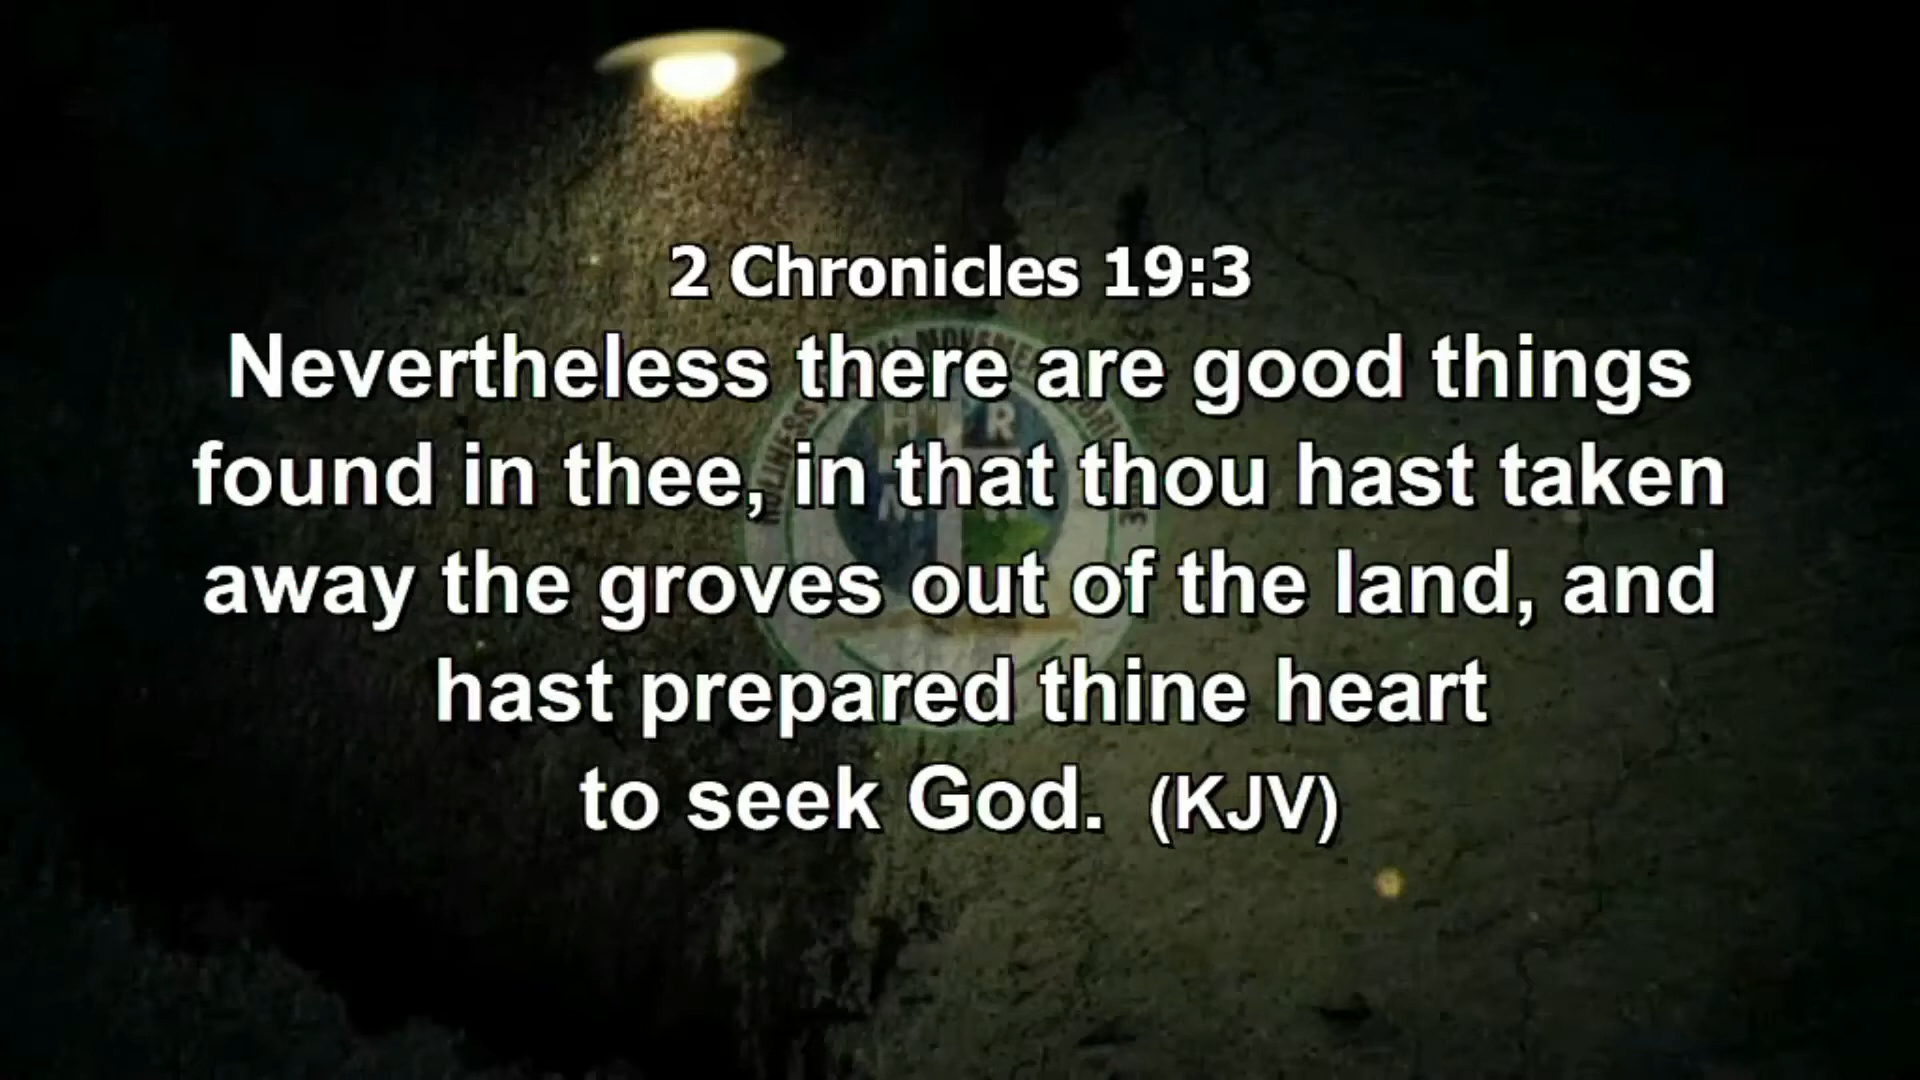 2 Chronicles 19:3
Nevertheless there are good things
found in thee, in that thou hast taken
away the groves out of the land, and
hast prepared thine heart
to seek God. (KJV)